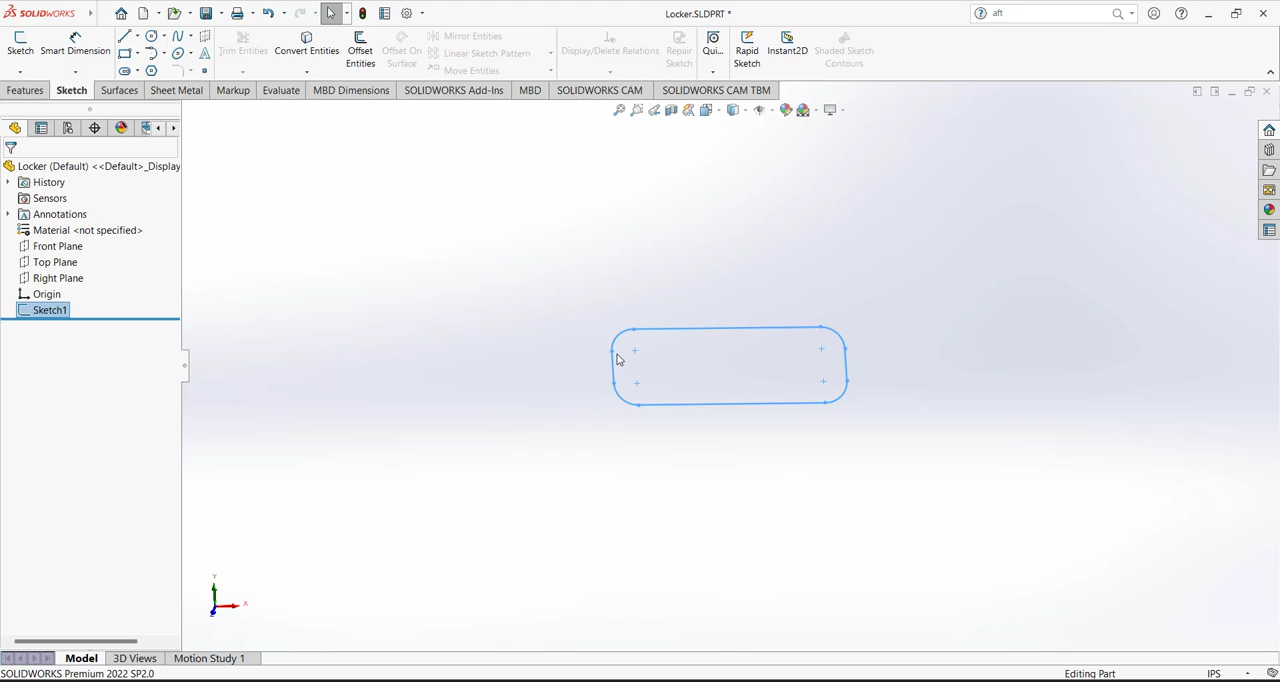 SOLIDWORKS
Locker.SLDPRT *
aft
Sketch
Smart Dimension
Trim Entities
Convert Entities
Offset
Entities
Offset On
Surface
Mirror Entities
Linear Sketch Pattern
Move Entities
Display/Delete Relations
Repair
Sketch
Qui...
Rapid
Sketch
Instant2D
Shaded Sketch
Contours
Features
Sketch
Surfaces
Sheet Metal
Markup
Evaluate
MBD Dimensions
SOLIDWORKS Add-Ins
MBD
SOLIDWORKS CAM
SOLIDWORKS CAM TBM
Locker (Default) <<Default>_Display
History
Sensors
Annotations
Material <not specified>
Front Plane
Top Plane
Right Plane
Origin
Sketch1
Y
X
Z
Model
3D Views
Motion Study 1
SOLIDWORKS Premium 2022 SP2.0
Editing Part
IPS